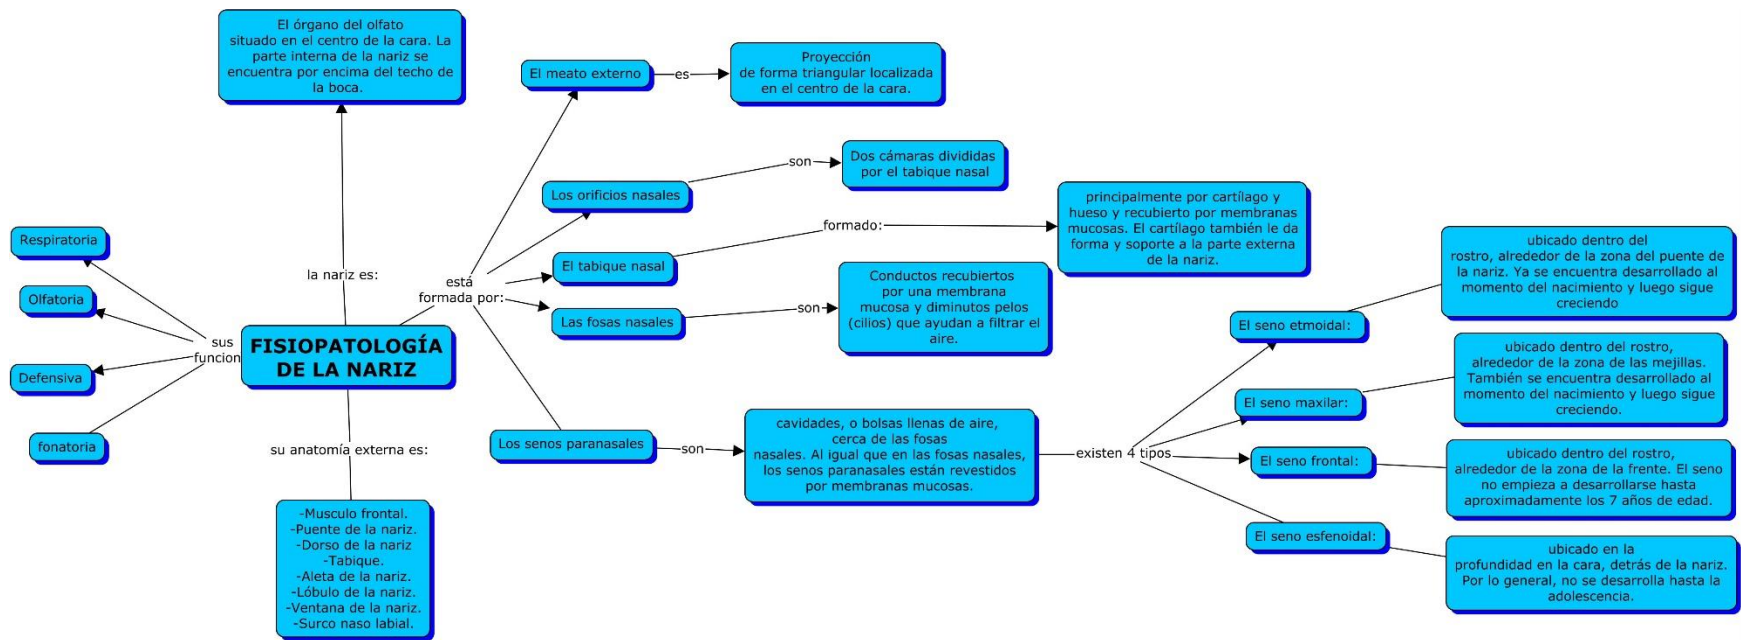 El órgano del olfato
situado en el centro de la cara. La
parte interna de la nariz se
encuentra por encima del techo de
la boca.
la nariz es:
Respiratoria
Olfatoria
Defensiva
fonatoria
sus
funcion
FISIOPATOLOGÍA
DE LA NARIZ
su anatomía externa es:
-Musculo frontal.
-Puente de la nariz.
-Dorso de la nariz
-Tabique.
-Aleta de la nariz.
-Lóbulo de la nariz.
-Ventana de la nariz.
-Surco naso labial.
está
formada por:
El meato externo
es
Proyección
de forma triangular localizada
en el centro de la cara.
Los orificios nasales
son
Dos cámaras divididas
por el tabique nasal
El tabique nasal
formado:
principalmente por cartílago y
hueso y recubierto por membranas
mucosas. El cartílago también le da
forma y soporte a la parte externa
de la nariz.
Las fosas nasales
son
Conductos recubiertos
por una membrana
mucosa y diminutos pelos
(cilios) que ayudan a filtrar el
aire.
Los senos paranasales
son
cavidades, o bolsas llenas de aire,
cerca de las fosas
nasales. Al igual que en las fosas nasales,
los senos paranasales están revestidos
por membranas mucosas.
existen 4 tipos
El seno etmoidal:
ubicado dentro del
rostro, alrededor de la zona del puente de
la nariz. Ya se encuentra desarrollado al
momento del nacimiento y luego sigue
creciendo
El seno maxilar:
ubicado dentro del rostro,
alrededor de la zona de las mejillas.
También se encuentra desarrollado al
momento del nacimiento y luego sigue
creciendo.
El seno frontal:
ubicado dentro del rostro,
alrededor de la zona de la frente. El seno
no empieza a desarrollarse hasta
aproximadamente los 7 años de edad.
El seno esfenoidal:
ubicado en la
profundidad en la cara, detrás de la nariz.
Por lo general, no se desarrolla hasta la
adolescencia.